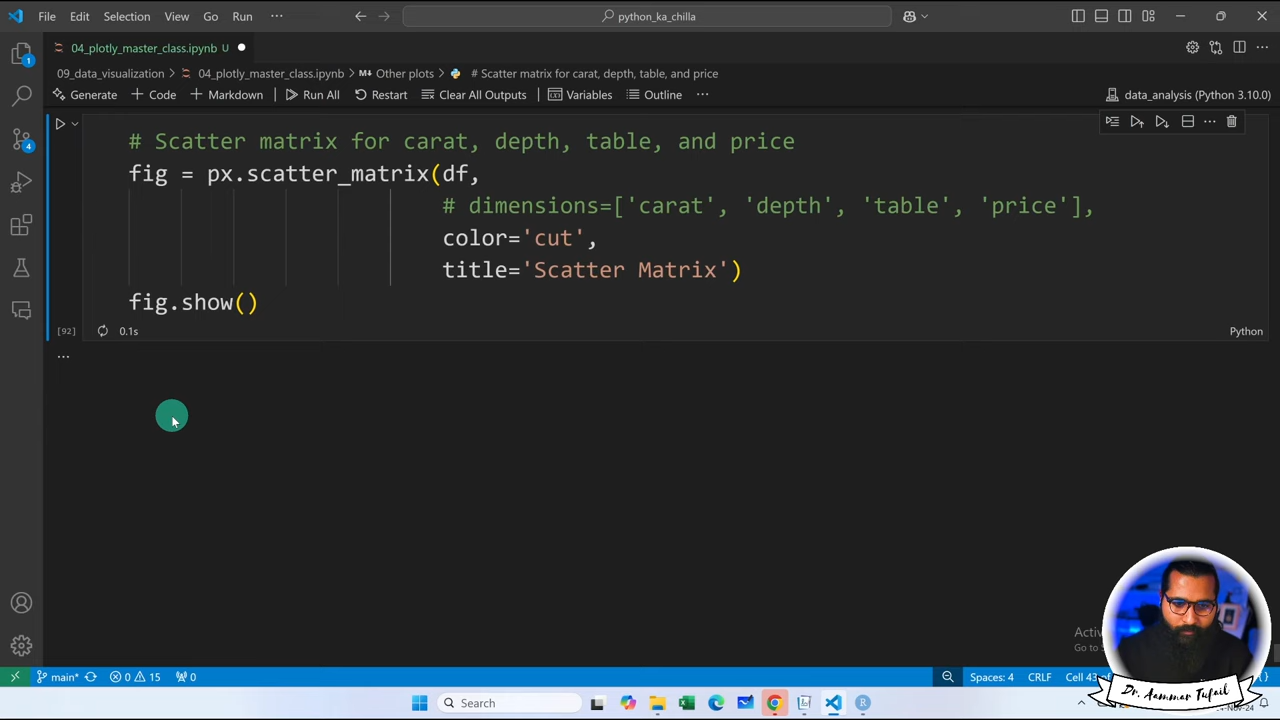 File Edit Selection View Go Run ··· python_ka_chilla
04_plotly_master_class.ipynb U
09_data_visualization > 04_plotly_master_class.ipynb > M↓ Other plots > # Scatter matrix for carat, depth, table, and price
Generate + Code + Markdown Run All Restart Clear All Outputs Variables Outline ··· data_analysis (Python 3.10.0)
# Scatter matrix for carat, depth, table, and price
fig = px.scatter_matrix(df,
# dimensions=['carat', 'depth', 'table', 'price'],
color='cut',
title='Scatter Matrix')
fig.show()
[92] 0.1s Python
...
1
4
Dr. Aammar Tufail
main* 0 15 0 Spaces: 4 CRLF
Search